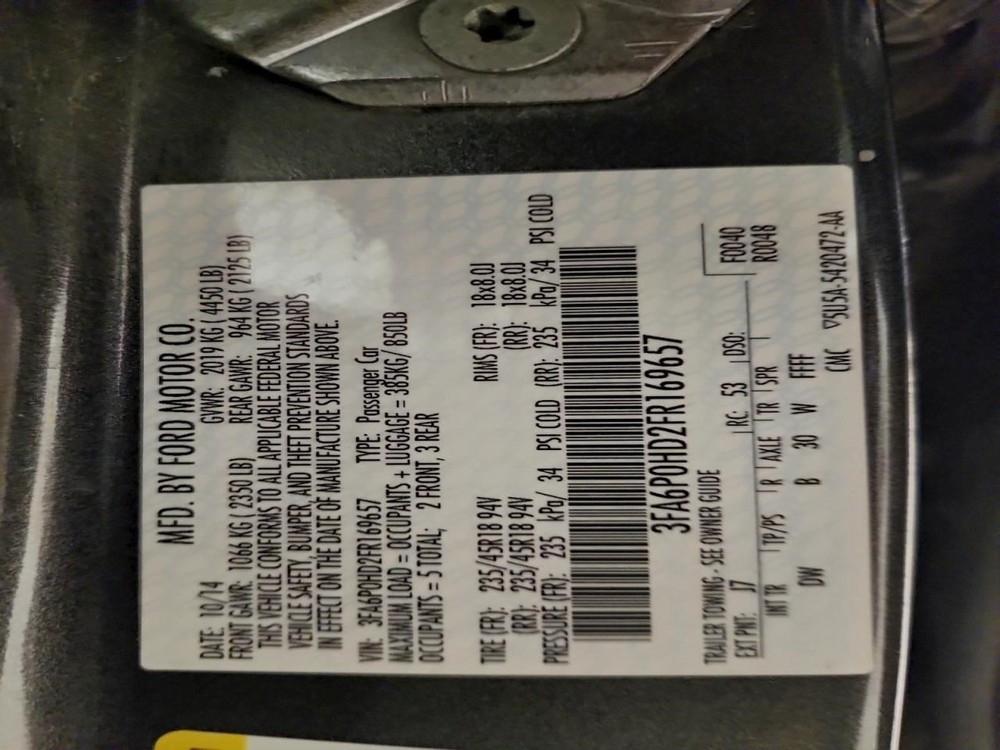 MFD. BY FORD MOTOR CO.
DATE: 10/14 GVWR: 2019 KG ( 4450 LB)
FRONT GAWR: 1066 KG ( 2350 LB) REAR GAWR: 964 KG ( 2125 LB)
THIS VEHICLE CONFORMS TO ALL APPLICABLE FEDERAL MOTOR
VEHICLE SAFETY, BUMPER, AND THEFT PREVENTION STANDARDS
IN EFFECT ON THE DATE OF MANUFACTURE SHOWN ABOVE.
VIN: 3FA6P0HD2FR169657 TYPE: Passenger Car
MAXIMUM LOAD = OCCUPANTS + LUGGAGE = 385KG/ 850LB
OCCUPANTS = 5 TOTAL; 2 FRONT, 3 REAR
TIRE (FR): 235/45R18 94V RIMS (FR): 18x8.0J
(RR): 235/45R18 94V (RR): 18x8.0J
PRESSURE (FR): 235 kPa/ 34 PSI COLD (RR): 235 kPa/ 34 PSI COLD
3FA6P0HD2FR169657
TRAILER TOWING - SEE OWNER GUIDE
EXT PNT: J7 RC: 53 DSO: F0040
R0048
INT TR TP/PS R AXLE TR SPR
DW B 30 W FFF
CMC ▽5U5A-5420472-AA